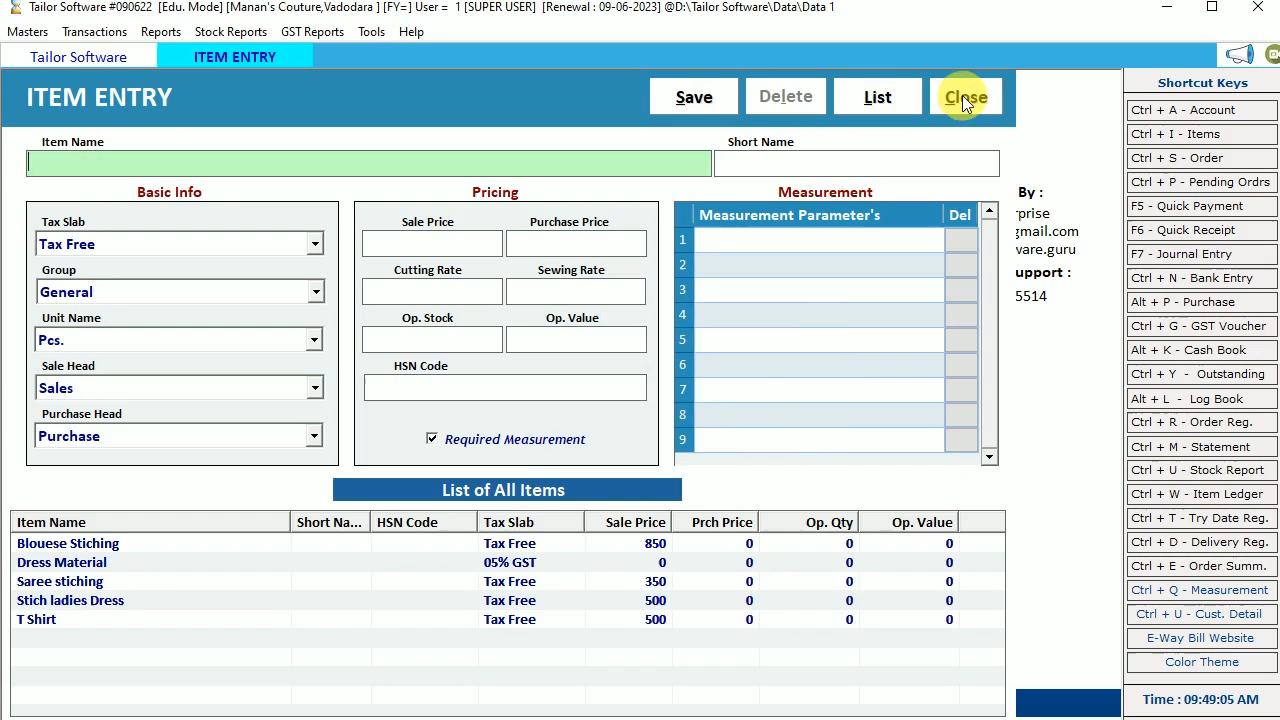 Tailor Software #090622 [Edu. Mode] [Manan's Couture,Vadodara ] [FY=] User = 1 [SUPER USER] [Renewal : 09-06-2023] @D:\Tailor Software\Data\Data 1
Masters Transactions Reports Stock Reports GST Reports Tools Help
Tailor Software ITEM ENTRY
ITEM ENTRY
Save Delete List Close
Item Name Short Name
Basic Info Pricing Measurement
Tax Slab
Tax Free
Group
General
Unit Name
Pcs.
Sale Head
Sales
Purchase Head
Purchase
Sale Price Purchase Price
Cutting Rate Sewing Rate
Op. Stock Op. Value
HSN Code
Required Measurement
Measurement Parameter's Del
1
2
3
4
5
6
7
8
9
By :
prise
gmail.com
ware.guru
upport :
5514
List of All Items
Item Name Short Na... HSN Code Tax Slab Sale Price Prch Price Op. Qty Op. Value
Blouese Stiching Tax Free 850 0 0 0
Dress Material 05% GST 0 0 0 0
Saree stiching Tax Free 350 0 0 0
Stich ladies Dress Tax Free 500 0 0 0
T Shirt Tax Free 500 0 0 0
Shortcut Keys
Ctrl + A - Account
Ctrl + I - Items
Ctrl + S - Order
Ctrl + P - Pending Ordrs
F5 - Quick Payment
F6 - Quick Receipt
F7 - Journal Entry
Ctrl + N - Bank Entry
Alt + P - Purchase
Ctrl + G - GST Voucher
Alt + K - Cash Book
Ctrl + Y - Outstanding
Alt + L - Log Book
Ctrl + R - Order Reg.
Ctrl + M - Statement
Ctrl + U - Stock Report
Ctrl + W - Item Ledger
Ctrl + T - Try Date Reg.
Ctrl + D - Delivery Reg.
Ctrl + E - Order Summ.
Ctrl + Q - Measurement
Ctrl + U - Cust. Detail
E-Way Bill Website
Color Theme
Time : 09:49:05 AM